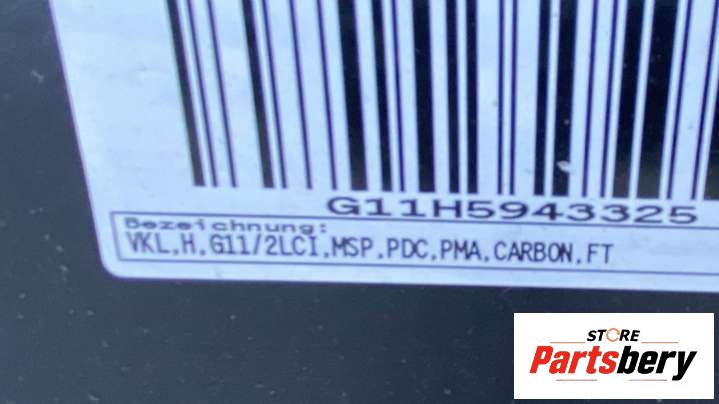 G11H5943325
Bezeichnung:
VKL,H,G11/2LCI,MSP,PDC,PMA,CARBON,FT
STORE
Partsbery